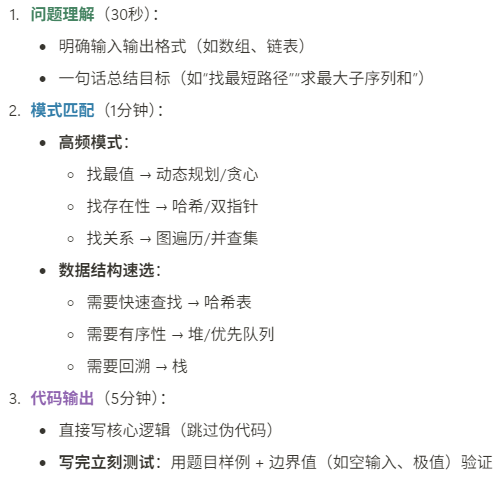 1. 问题理解（30秒）：
• 明确输入输出格式（如数组、链表）
• 一句话总结目标（如“找最短路径”“求最大子序列和”）
2. 模式匹配（1分钟）：
• 高频模式：
○ 找最值 → 动态规划/贪心
○ 找存在性 → 哈希/双指针
○ 找关系 → 图遍历/并查集
• 数据结构速选：
○ 需要快速查找 → 哈希表
○ 需要有序性 → 堆/优先队列
○ 需要回溯 → 栈
3. 代码输出（5分钟）：
• 直接写核心逻辑（跳过伪代码）
• 写完立刻测试：用题目样例 + 边界值（如空输入、极值）验证